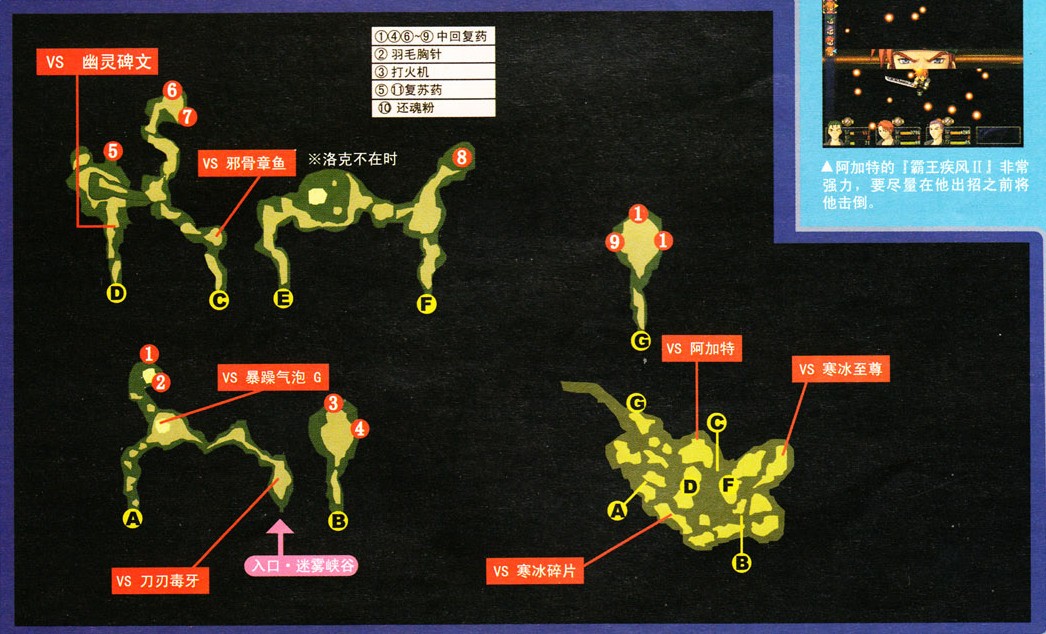 ①④⑥~⑨中回复药
②羽毛胸针
③打火机
⑤⑪复苏药
⑩还魂粉
VS 幽灵碑文
6
7
5
VS 邪骨章鱼
※洛克不在时
8
D
C
E
F
▲阿加特的『霸王疾风Ⅱ』非常
强力，要尽量在他出招之前将
他击倒。
1
9
1
G
1
2
VS 暴躁气泡 G
3
4
A
B
VS 刀刃毒牙
入口·迷雾峡谷
VS 阿加特
VS 寒冰至尊
G
C
D
F
A
B
VS 寒冰碎片